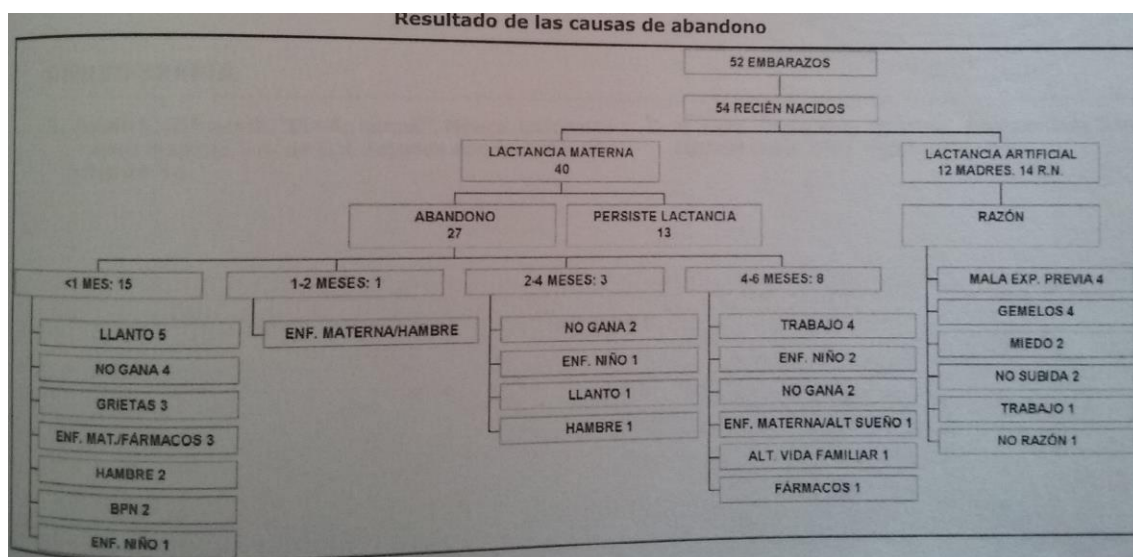 Resultado de las causas de abandono
52 EMBARAZOS
54 RECIÉN NACIDOS
LACTANCIA MATERNA
40
LACTANCIA ARTIFICIAL
12 MADRES. 14 R.N.
ABANDONO
27
PERSISTE LACTANCIA
13
RAZÓN
<1 MES: 15
1-2 MESES: 1
2-4 MESES: 3
4-6 MESES: 8
LLANTO 5
NO GANA 4
GRIETAS 3
ENF. MAT./FÁRMACOS 3
HAMBRE 2
BPN 2
ENF. NIÑO 1
ENF. MATERNA/HAMBRE
NO GANA 2
ENF. NIÑO 1
LLANTO 1
HAMBRE 1
TRABAJO 4
ENF. NIÑO 2
NO GANA 2
ENF. MATERNA/ALT SUEÑO 1
ALT. VIDA FAMILIAR 1
FÁRMACOS 1
MALA EXP. PREVIA 4
GEMELOS 4
MIEDO 2
NO SUBIDA 2
TRABAJO 1
NO RAZÓN 1